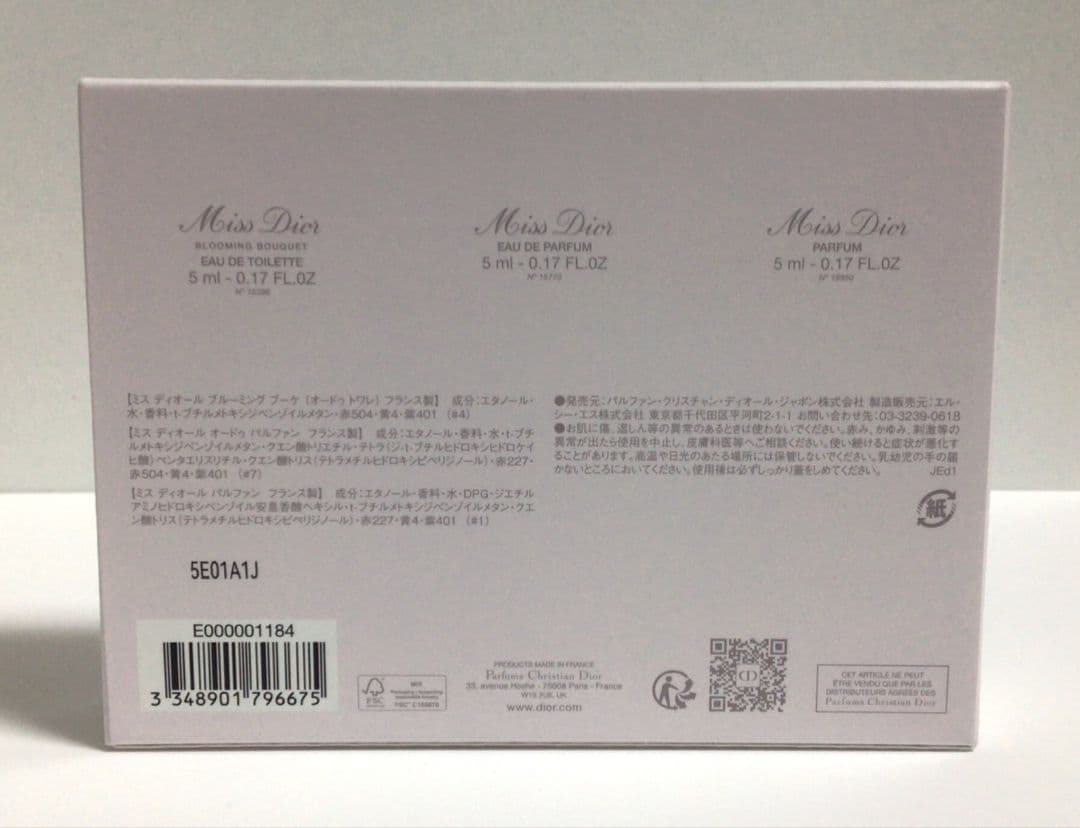 Miss Dior
BLOOMING BOUQUET
EAU DE TOILETTE
5 ml - 0.17 FL.OZ
Miss Dior
EAU DE PARFUM
5 ml - 0.17 FL.OZ
Miss Dior
PARFUM
5 ml - 0.17 FL.OZ
【ミス ディオール ブルーミング ブーケ (オードゥ トワレ) フランス製】 成分:エタノール・
水・香料・t-ブチルメトキシジベンゾイルメタン・赤504・黄4・紫401 (#4)
【ミス ディオール オードゥ パルファン フランス製】 成分:エタノール・香料・水・t-ブチ
ルメトキシジベンゾイルメタン・クエン酸トリエチル・テトラ(ジ-t-ブチルヒドロキシヒドロケイ
ヒ酸)ペンタエリスリチル・クエン酸トリス(テトラメチルヒドロキシピペリジノール)・赤227・
赤504・黄4・紫401 (#7)
【ミス ディオール パルファン フランス製】 成分:エタノール・香料・水・DPG・ジエチル
アミノヒドロキシベンゾイル安息香酸ヘキシル・t-ブチルメトキシジベンゾイルメタン・クエ
ン酸トリス(テトラメチルヒドロキシピペリジノール)・赤227・黄4・紫401 (#1)
●発売元:パルファン・クリスチャン・ディオール・ジャポン株式会社 製造販売元:エル・
シー・エス株式会社 東京都千代田区平河町2-1-1 お問い合わせ先:03-3239-0618
●お肌に傷、湿しん等の異常のあるときは使わないでください。赤み、かゆみ、刺激等の
異常が出たら使用を中止し、皮膚科医等へご相談ください。使い続けると症状が悪化す
ることがあります。高温や日光のあたる場所には保管しないでください。乳幼児の手の届
かないところにおいてください。使用後は必ずしっかり蓋をしめてください。
JEd1
紙
5E01A1J
E000001184
3 348901 796675
FSC
MIX
PRODUCTS MADE IN FRANCE
Parfums Christian Dior
33, avenue Hoche - 75008 Paris - France
W1S 7JB, UK
www.dior.com
CD
CET ARTICLE NE PEUT
ÊTRE VENDU QUE PAR LES
DISTRIBUTEURS AGRÉÉS DES
Parfums Christian Dior